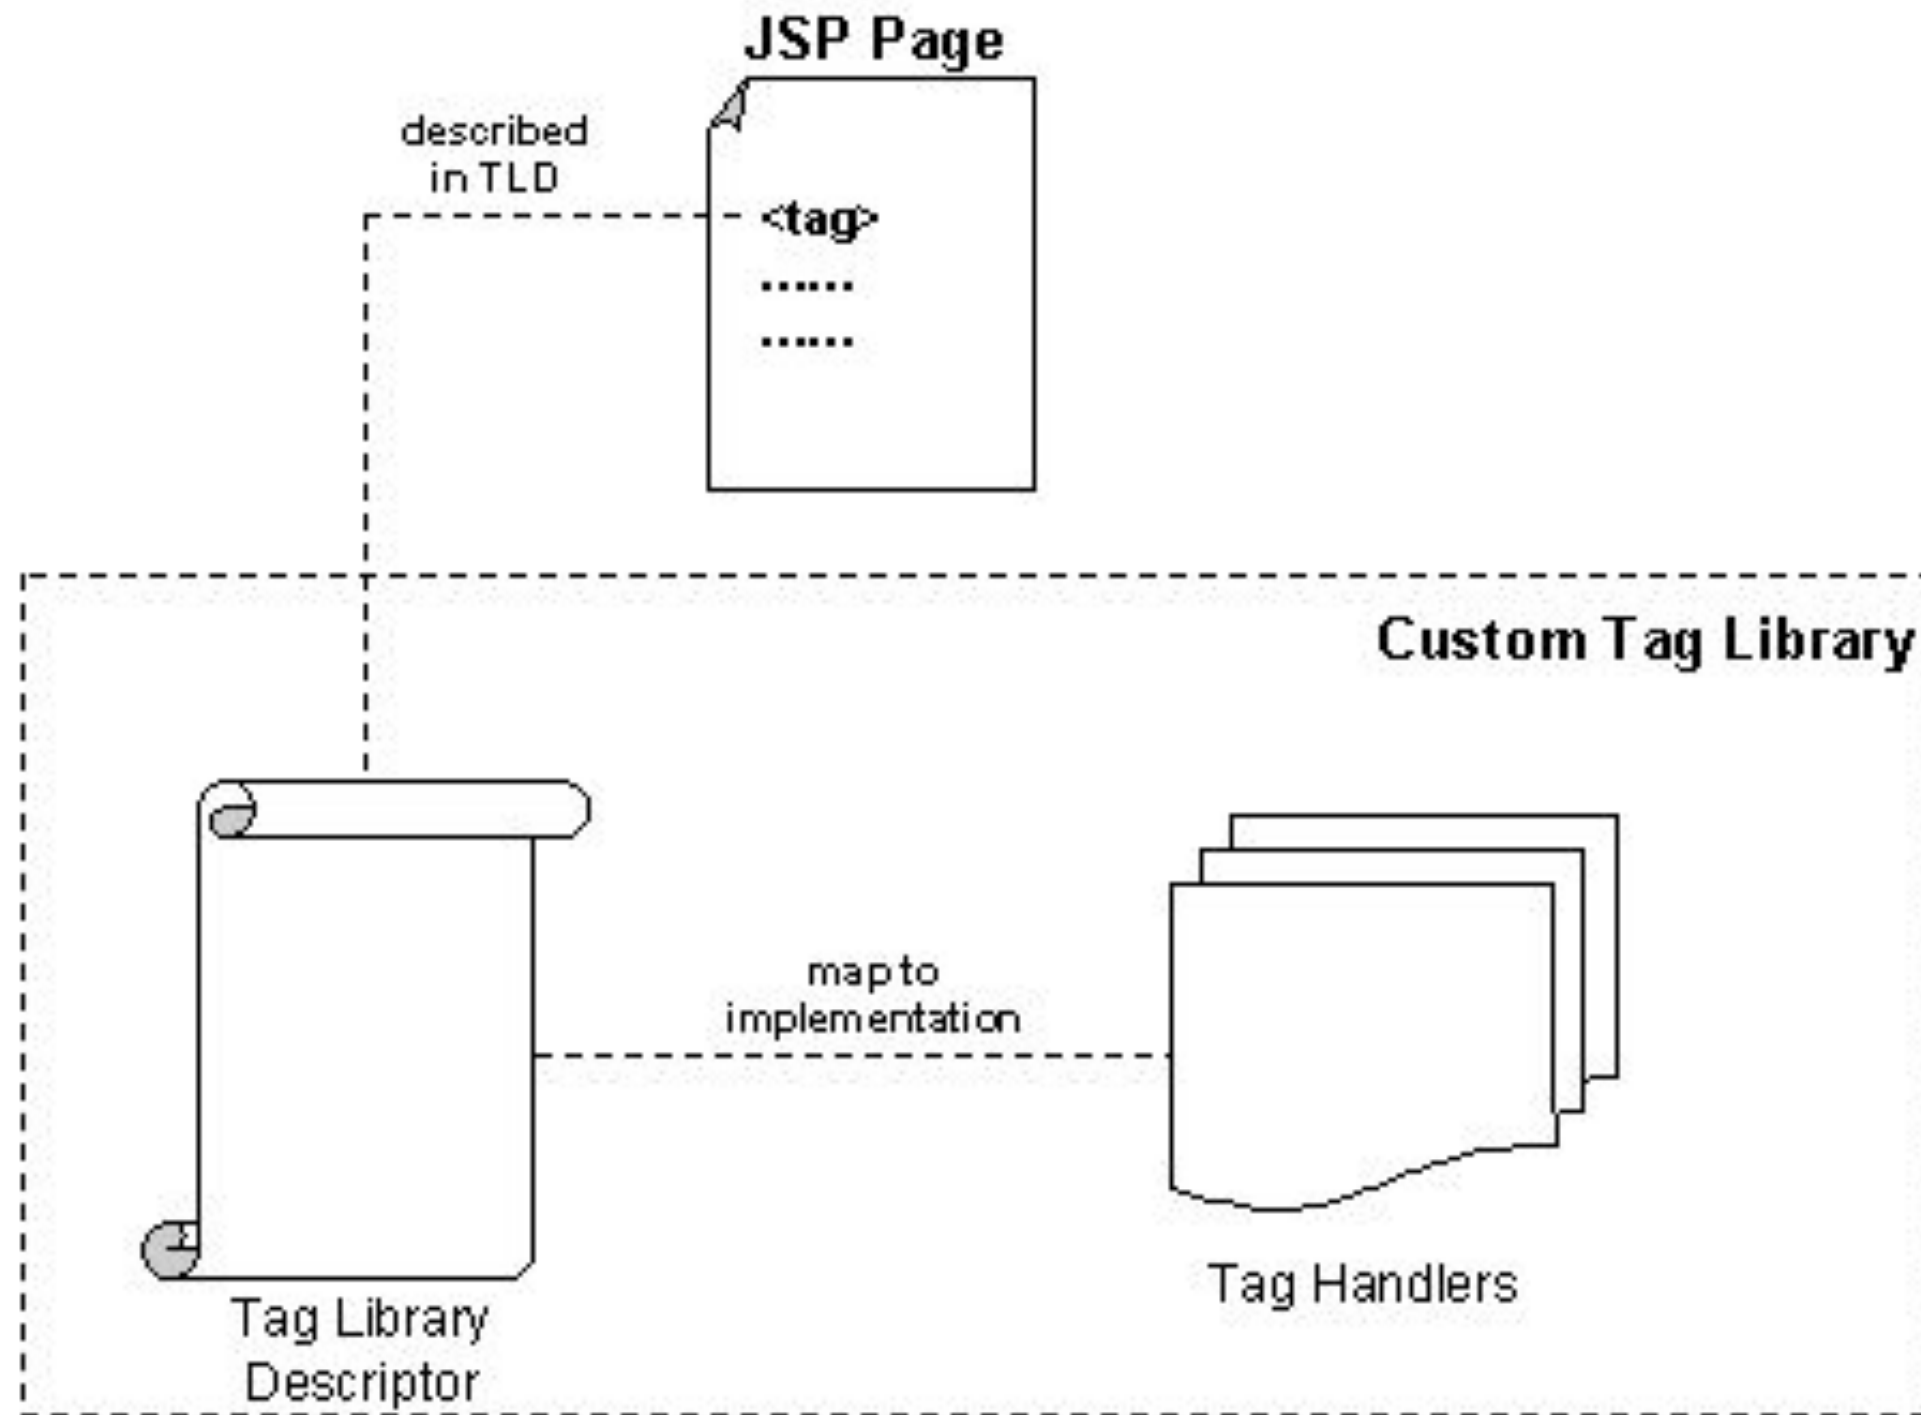 JSP Page
described
in TLD
<tag>
......
......
Custom Tag Library
map to
implementation
Tag Handlers
Tag Library
Descriptor